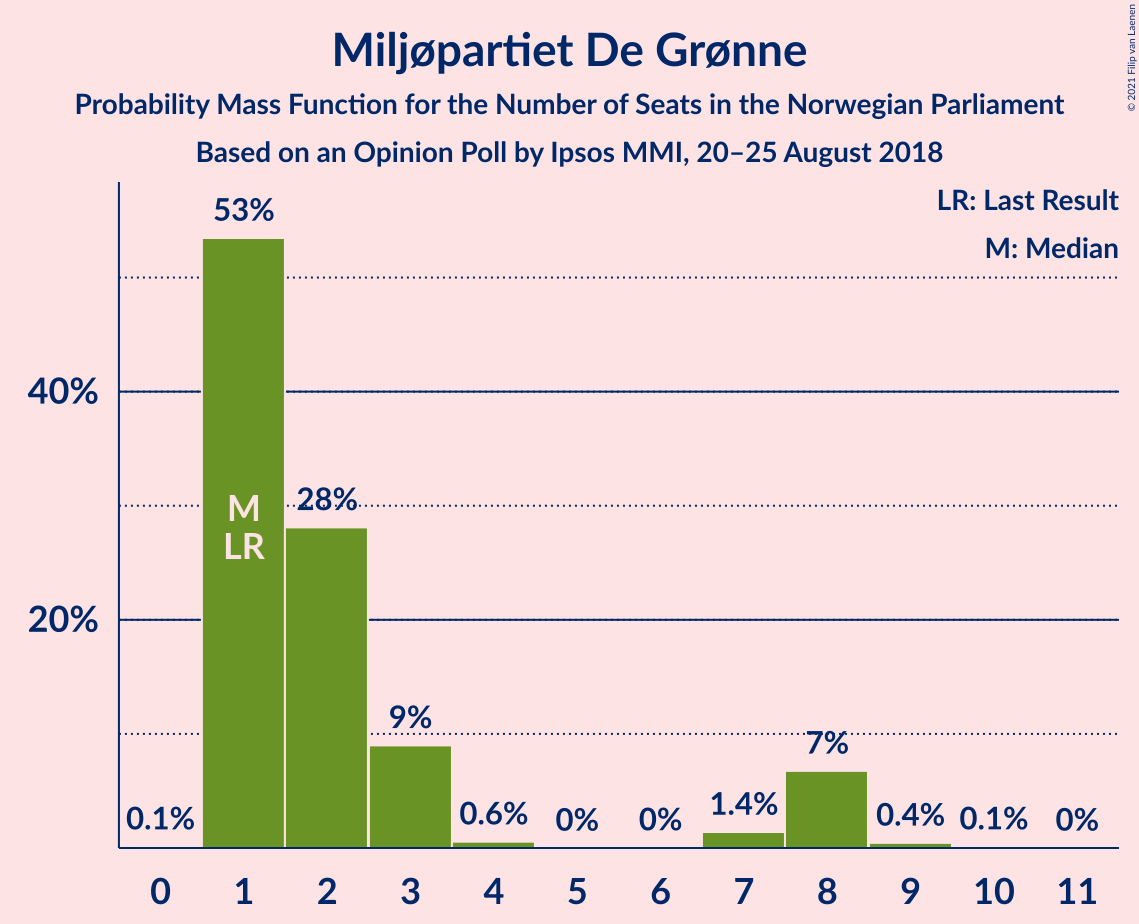 Miljøpartiet De Grønne
Probability Mass Function for the Number of Seats in the Norwegian Parliament
Based on an Opinion Poll by Ipsos MMI, 20–25 August 2018
© 2021 Filip van Laenen
LR: Last Result
M: Median
53%
40%
28%
M
LR
20%
9%
7%
0.1%
0.6%
0%
0%
1.4%
0.4%
0.1%
0%
0 1 2 3 4 5 6 7 8 9 10 11